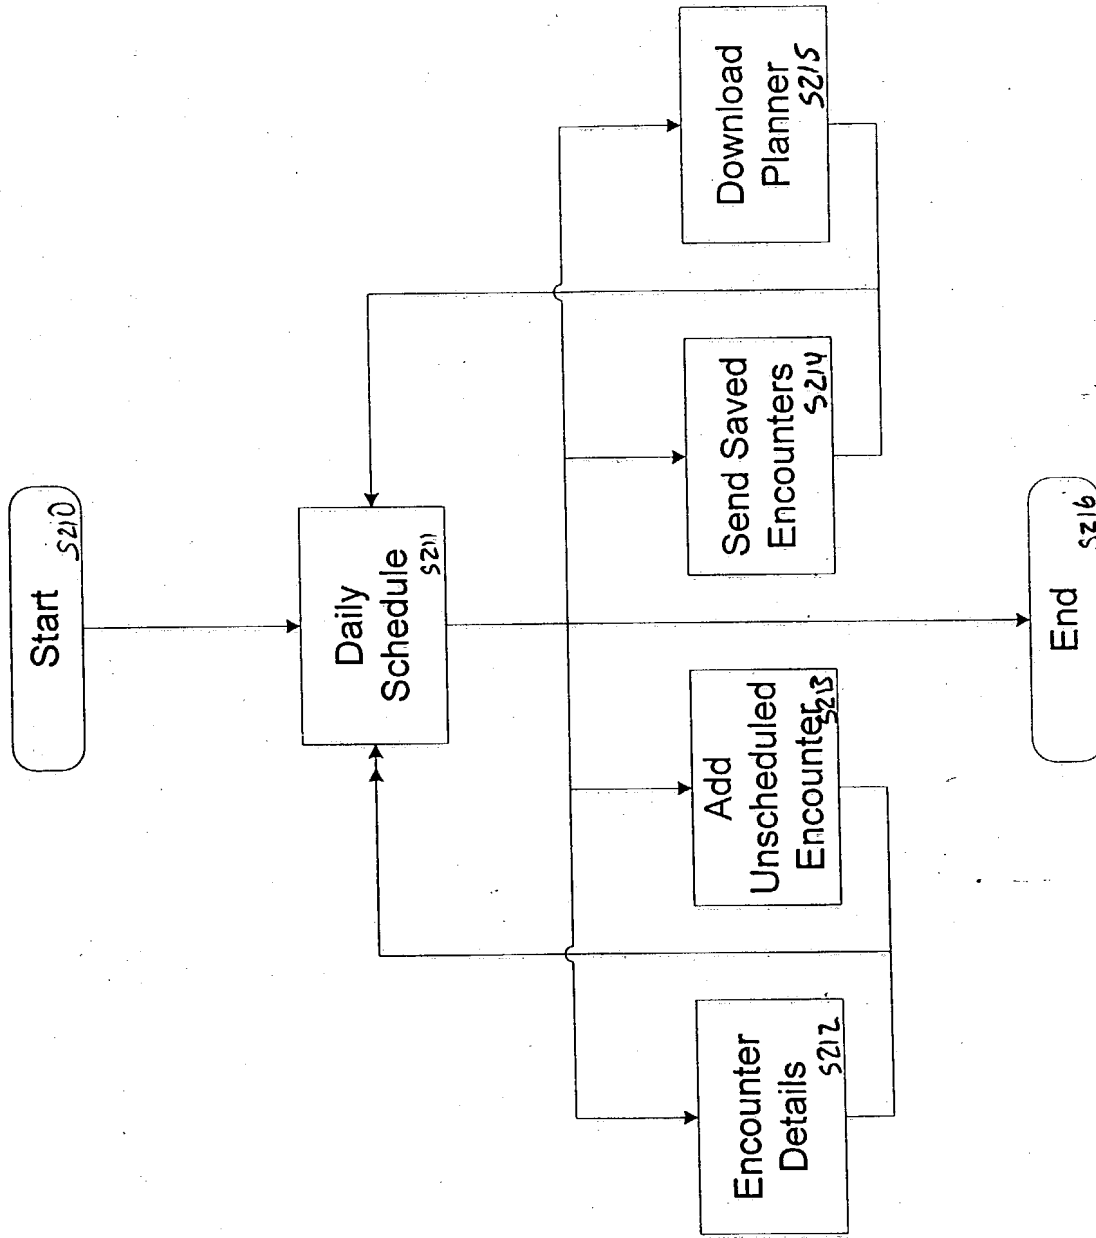 Start
S210
Daily
Schedule
S211
Encounter
Details
S212
Add
Unscheduled
Encounter
S213
Send Saved
Encounters
S214
Download
Planner
S215
End
S216